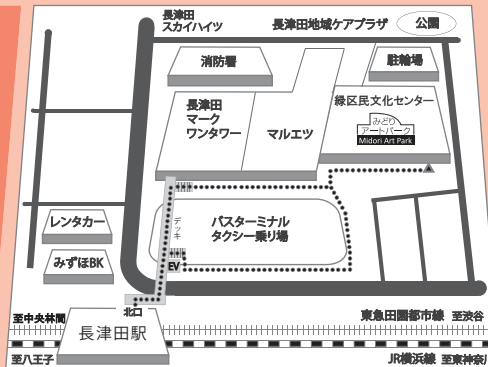 長津田
スカイハイツ
長津田地域ケアプラザ
公園
消防署
駐輪場
長津田
マーク
ワンタワー
マルエツ
緑区民文化センター
みどり
アートパーク
Midori Art Park
デッキ
バスターミナル
タクシー乗り場
レンタカー
みずほBK
EV
北口
至中央林間
東急田園都市線 至渋谷
長津田駅
至八王子
JR横浜線 至東神奈川